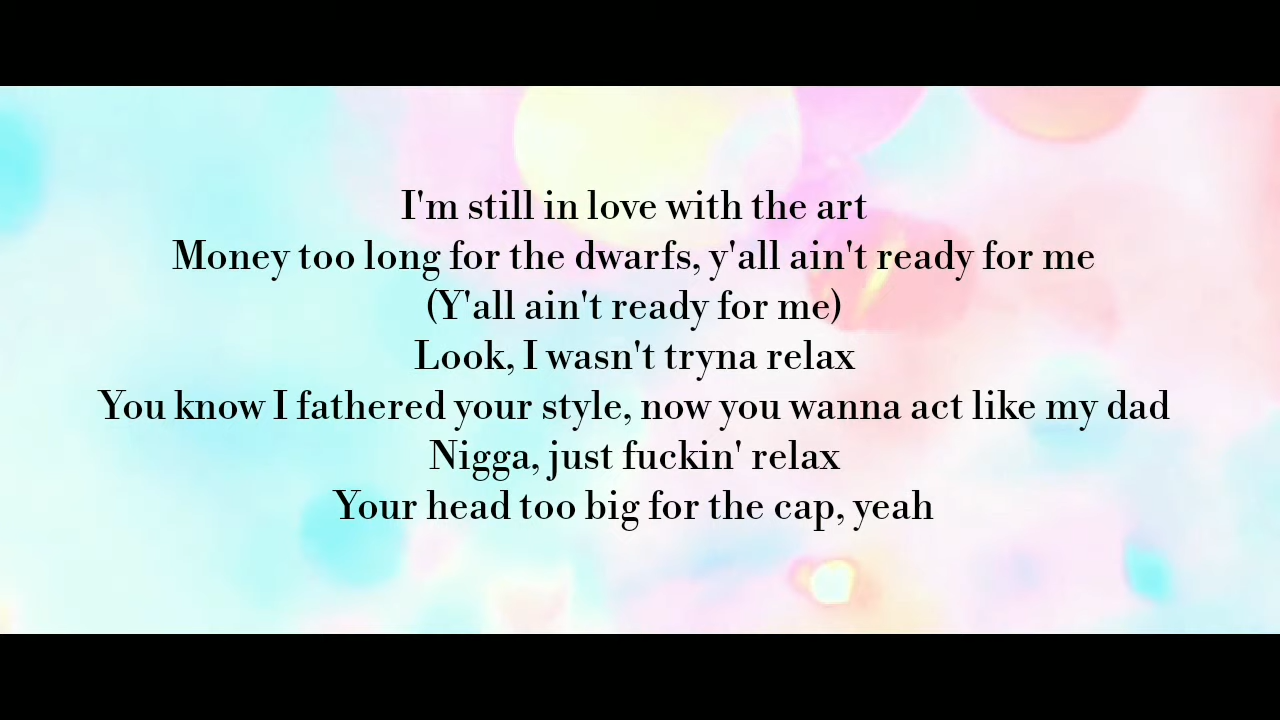 I'm still in love with the art
Money too long for the dwarfs, y'all ain't ready for me
(Y'all ain't ready for me)
Look, I wasn't tryna relax
You know I fathered your style, now you wanna act like my dad
Nigga, just fuckin' relax
Your head too big for the cap, yeah